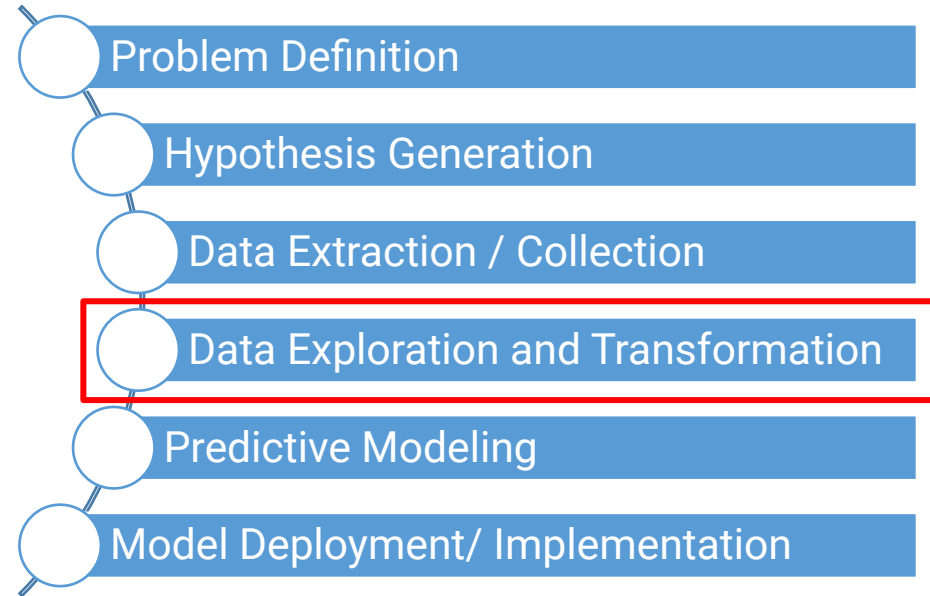 Problem Definition
Hypothesis Generation
Data Extraction / Collection
Data Exploration and Transformation
Predictive Modeling
Model Deployment/ Implementation